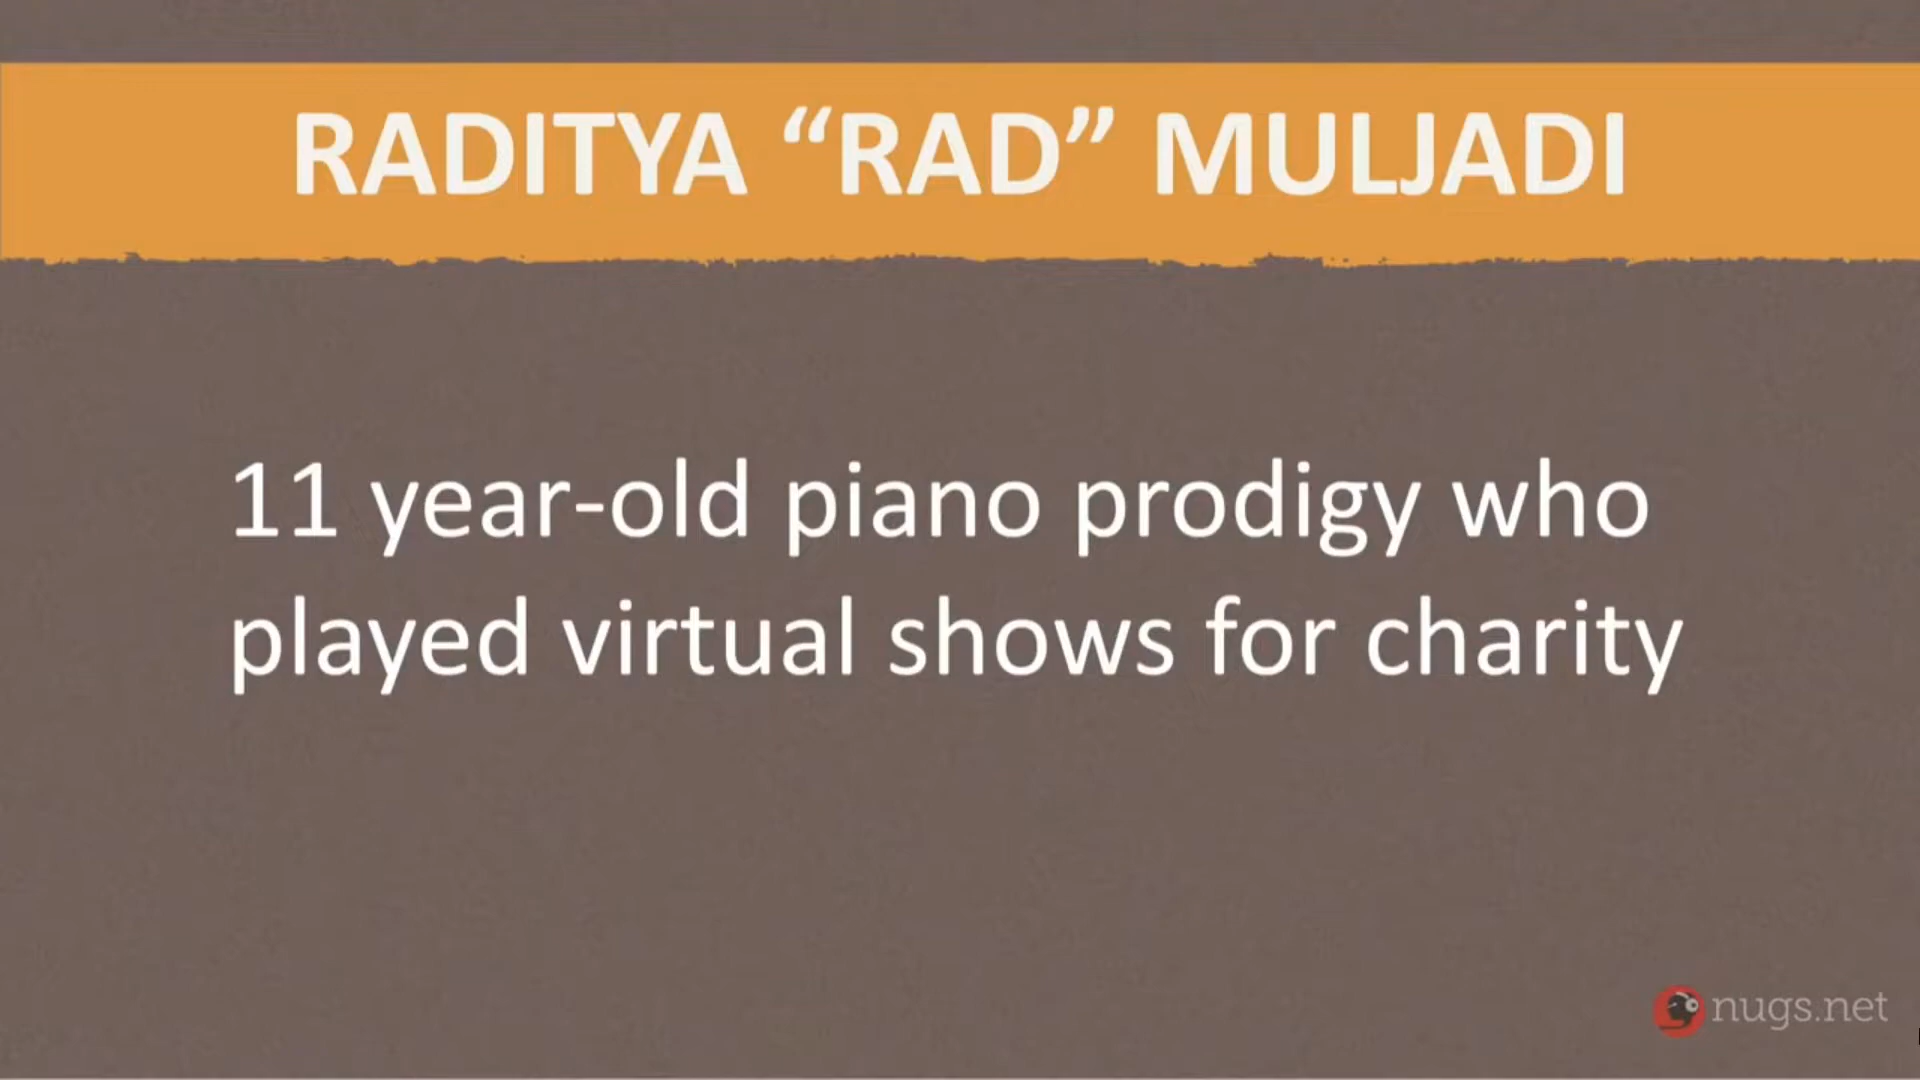 RADITYA “RAD” MULJADI
11 year-old piano prodigy who
played virtual shows for charity
nugs.net